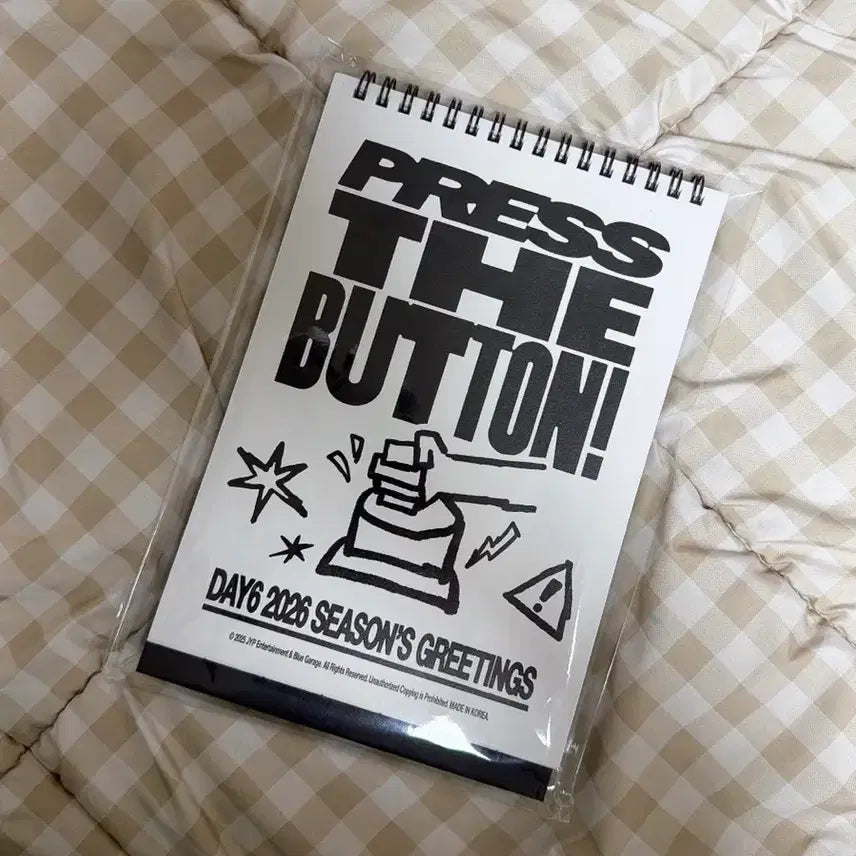 PRESS
THE
BUTTON!
!
DAY6 2026 SEASON'S GREETINGS
© 2025 JYP Entertainment & Blue Garage. All Rights Reserved. Unauthorized Copying is Prohibited. MADE IN KOREA